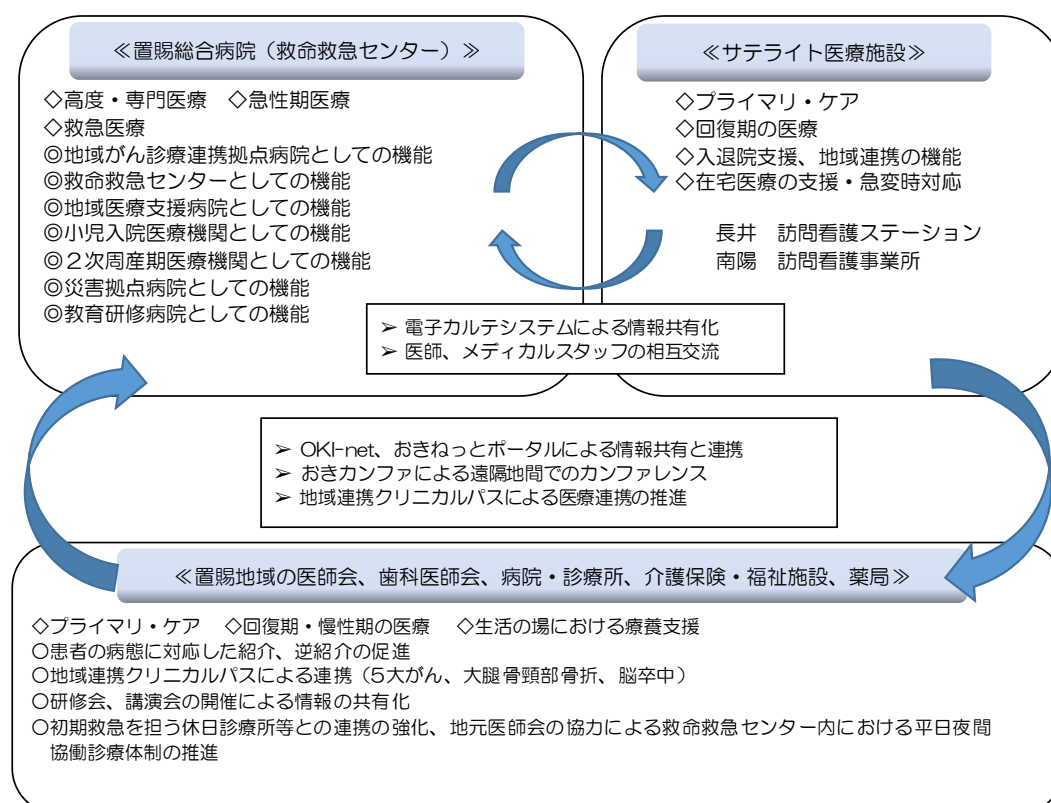 ≪置賜総合病院（救命救急センター）≫
◇高度・専門医療　◇急性期医療
◇救急医療
◎地域がん診療連携拠点病院としての機能
◎救命救急センターとしての機能
◎地域医療支援病院としての機能
◎小児入院医療機関としての機能
◎２次周産期医療機関としての機能
◎災害拠点病院としての機能
◎教育研修病院としての機能
≪サテライト医療施設≫
◇プライマリ・ケア
◇回復期の医療
◇入退院支援、地域連携の機能
◇在宅医療の支援・急変時対応
長井　訪問看護ステーション
南陽　訪問看護事業所
➢ 電子カルテシステムによる情報共有化
➢ 医師、メディカルスタッフの相互交流
➢ OKI-net、おきねっとポータルによる情報共有と連携
➢ おきカンファによる遠隔地間でのカンファレンス
➢ 地域連携クリニカルパスによる医療連携の推進
≪置賜地域の医師会、歯科医師会、病院・診療所、介護保険・福祉施設、薬局≫
◇プライマリ・ケア　◇回復期・慢性期の医療　◇生活の場における療養支援
〇患者の病態に対応した紹介、逆紹介の促進
〇地域連携クリニカルパスによる連携（５大がん、大腿骨頸部骨折、脳卒中）
〇研修会、講演会の開催による情報の共有化
〇初期救急を担う休日診療所等との連携の強化、地元医師会の協力による救命救急センター内における平日夜間
協働診療体制の推進